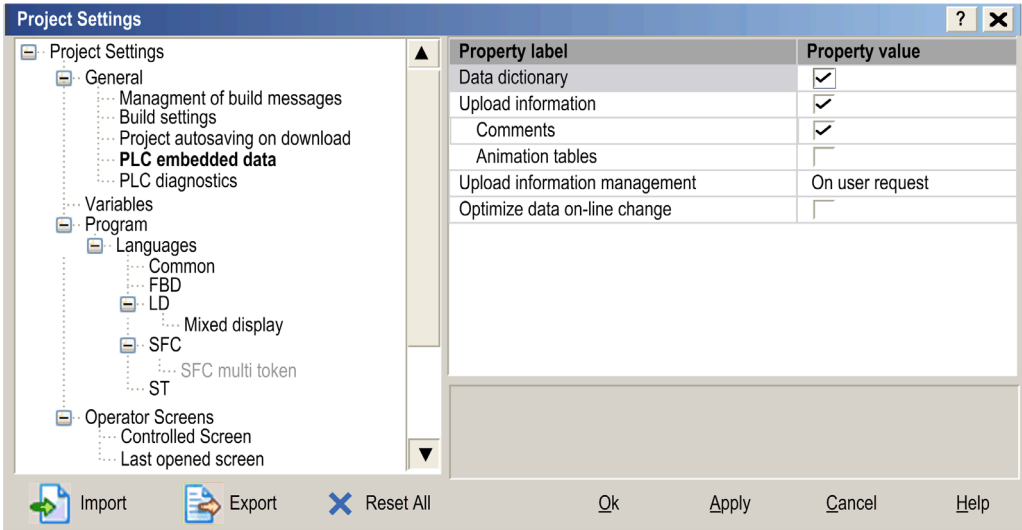 Project Settings
?
Project Settings
General
Managment of build messages
Build settings
Project autosaving on download
PLC embedded data
PLC diagnostics
Variables
Program
Languages
Common
FBD
LD
Mixed display
SFC
SFC multi token
ST
Operator Screens
Controlled Screen
Last opened screen
Property label Property value
Data dictionary
Upload information
Comments
Animation tables
Upload information management On user request
Optimize data on-line change
Import Export Reset All Ok Apply Cancel Help